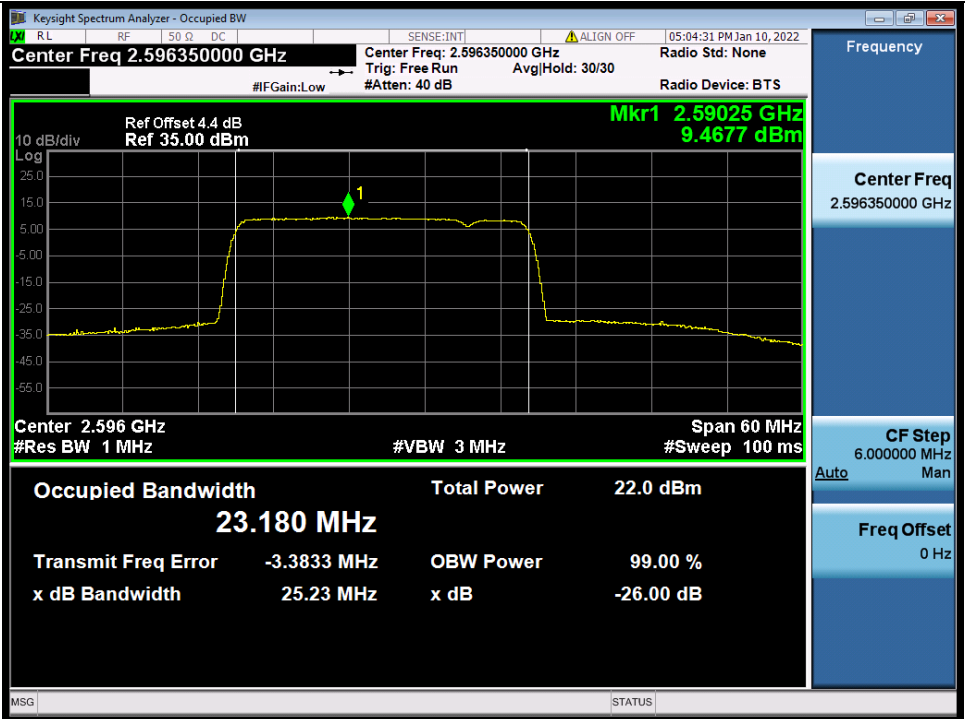 Keysight Spectrum Analyzer - Occupied BW
LXI RL RF 50 Ω DC SENSE:INT ALIGN OFF 05:04:31 PM Jan 10, 2022
Center Freq 2.596350000 GHz
Center Freq: 2.596350000 GHz
Radio Std: None
Trig: Free Run Avg|Hold: 30/30
#IFGain:Low
#Atten: 40 dB
Radio Device: BTS
Mkr1 2.59025 GHz
9.4677 dBm
Ref Offset 4.4 dB
10 dB/div Ref 35.00 dBm
Log
25.0
15.0
5.00
-5.00
-15.0
-25.0
-35.0
-45.0
-55.0
1
Center 2.596 GHz
Span 60 MHz
#Res BW 1 MHz
#VBW 3 MHz
#Sweep 100 ms
Occupied Bandwidth
23.180 MHz
Total Power 22.0 dBm
Transmit Freq Error -3.3833 MHz
OBW Power 99.00 %
x dB Bandwidth 25.23 MHz
x dB -26.00 dB
MSG
STATUS
Frequency
Center Freq
2.596350000 GHz
CF Step
6.000000 MHz
Auto Man
Freq Offset
0 Hz